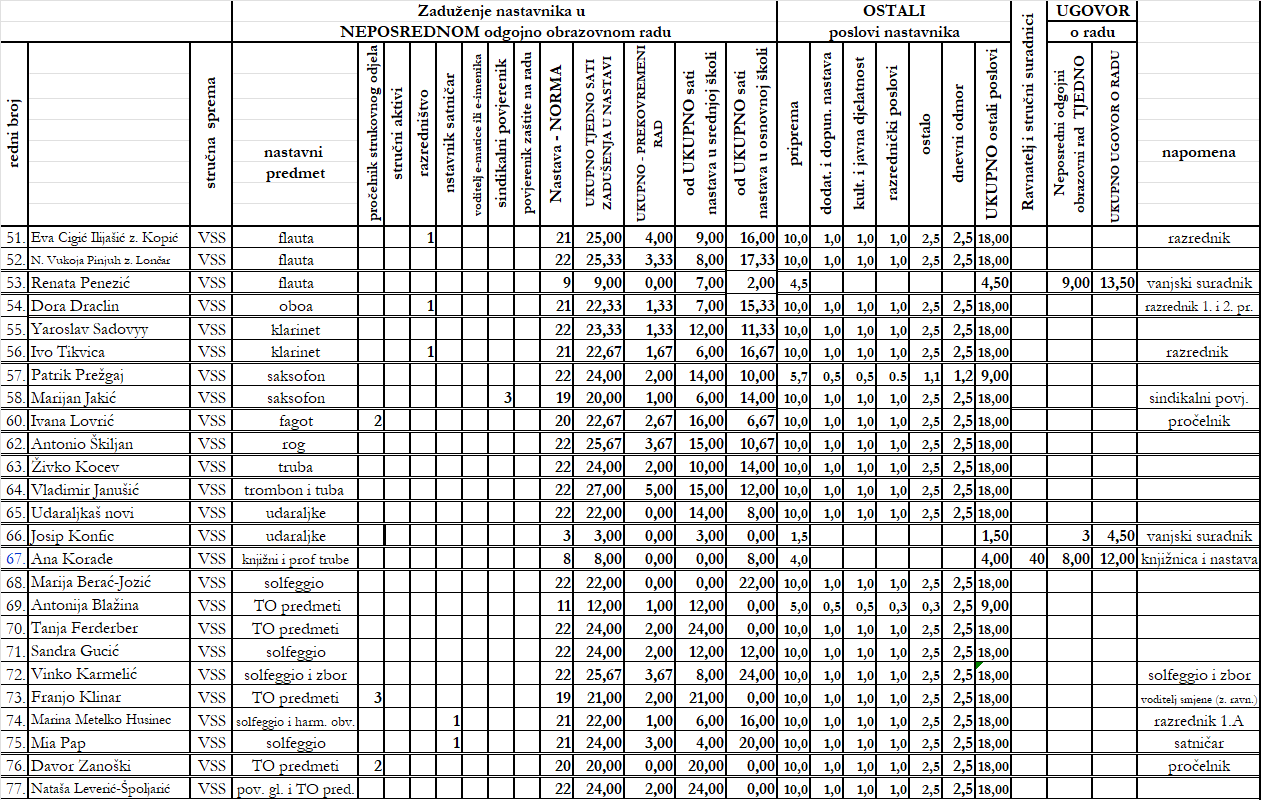 Zaduženje nastavnika u OSTALI UGOVOR
NEPOSREDNOM odgojno obrazovnom radu poslovi nastavnika o radu
redni broj stručna sprema nastavni predmet pročelnik strukovnog odjela stručni aktivi razredništvo nstavnik satničar voditelj e-matice ili e-imenika sindikalni povjerenik povjerenik zaštite na radu Nastava - NORMA UKUPNO TJEDNO SATI ZADUŠENJA U NASTAVI UKUPNO - PREKOVREMENI RAD od UKUPNO sati nastava u srednjoj školi od UKUPNO sati nastava u osnovnoj školi priprema dodat. i dopun. nastava kult. i javna djelatnost razrednički poslovi ostalo dnevni odmor UKUPNO ostali poslovi Ravnatelj i stručni suradnici Neposredni odgojni obrazovni rad TJEDNO UKUPNO UGOVOR O RADU napomena
51. Eva Cigić Ilijašić z. Kopić VSS flauta 1 21 25,00 4,00 9,00 16,00 10,0 1,0 1,0 1,0 2,5 2,5 18,00 razrednik
52. N. Vukoja Pinjuh z. Lončar VSS flauta 22 25,33 3,33 8,00 17,33 10,0 1,0 1,0 1,0 2,5 2,5 18,00
53. Renata Penezić VSS flauta 9 9,00 0,00 7,00 2,00 4,5 4,50 9,00 13,50 vanjski suradnik
54. Dora Draclin VSS oboa 1 21 22,33 1,33 7,00 15,33 10,0 1,0 1,0 1,0 2,5 2,5 18,00 razrednik 1. i 2. pr.
55. Yaroslav Sadovyy VSS klarinet 22 23,33 1,33 12,00 11,33 10,0 1,0 1,0 1,0 2,5 2,5 18,00
56. Ivo Tikvica VSS klarinet 1 21 22,67 1,67 6,00 16,67 10,0 1,0 1,0 1,0 2,5 2,5 18,00 razrednik
57. Patrik Prežgaj VSS saksofon 22 24,00 2,00 14,00 10,00 5,7 0,5 0,5 0.5 1,1 1,2 9,00
58. Marijan Jakić VSS saksofon 3 19 20,00 1,00 6,00 14,00 10,0 1,0 1,0 1,0 2,5 2,5 18,00 sindikalni povj.
60. Ivana Lovrić VSS fagot 2 20 22,67 2,67 16,00 6,67 10,0 1,0 1,0 1,0 2,5 2,5 18,00 pročelnik
62. Antonio Škiljan VSS rog 22 25,67 3,67 15,00 10,67 10,0 1,0 1,0 1,0 2,5 2,5 18,00
63. Živko Kocev VSS truba 22 24,00 2,00 10,00 14,00 10,0 1,0 1,0 1,0 2,5 2,5 18,00
64. Vladimir Janušić VSS trombon i tuba 22 27,00 5,00 15,00 12,00 10,0 1,0 1,0 1,0 2,5 2,5 18,00
65. Udaraljkaš novi VSS udaraljke 22 22,00 0,00 14,00 8,00 10,0 1,0 1,0 1,0 2,5 2,5 18,00
66. Josip Konfic VSS udaraljke 3 3,00 0,00 3,00 0,00 1,5 1,50 3 4,50 vanjski suradnik
67. Ana Korade VSS knjižni i prof trube 8 8,00 0,00 0,00 8,00 4,0 4,00 40 8,00 12,00 knjižnica i nastava
68. Marija Berać-Jozić VSS solfeggio 22 22,00 0,00 0,00 22,00 10,0 1,0 1,0 1,0 2,5 2,5 18,00
69. Antonija Blažina VSS TO predmeti 11 12,00 1,00 12,00 0,00 5,0 0,5 0,5 0,3 0,3 2,5 9,00
70. Tanja Ferderber VSS TO predmeti 22 24,00 2,00 24,00 0,00 10,0 1,0 1,0 1,0 2,5 2,5 18,00
71. Sandra Gucić VSS solfeggio 22 24,00 2,00 12,00 12,00 10,0 1,0 1,0 1,0 2,5 2,5 18,00
72. Vinko Karmelić VSS solfeggio i zbor 22 25,67 3,67 8,00 24,00 10,0 1,0 1,0 1,0 2,5 2,5 18,00 solfeggio i zbor
73. Franjo Klinar VSS TO predmeti 3 19 21,00 2,00 21,00 0,00 10,0 1,0 1,0 1,0 2,5 2,5 18,00 voditelj smjene (z. ravn.)
74. Marina Metelko Husinec VSS solfeggio i harm. obv. 1 21 22,00 1,00 6,00 16,00 10,0 1,0 1,0 1,0 2,5 2,5 18,00 razrednik 1.A
75. Mia Pap VSS solfeggio 1 21 24,00 3,00 4,00 20,00 10,0 1,0 1,0 1,0 2,5 2,5 18,00 satničar
76. Davor Zanoški VSS TO predmeti 2 20 20,00 0,00 20,00 0,00 10,0 1,0 1,0 1,0 2,5 2,5 18,00 pročelnik
77. Nataša Leverić-Špoljarić VSS pov. gl. i TO pred. 22 24,00 2,00 24,00 0,00 10,0 1,0 1,0 1,0 2,5 2,5 18,00